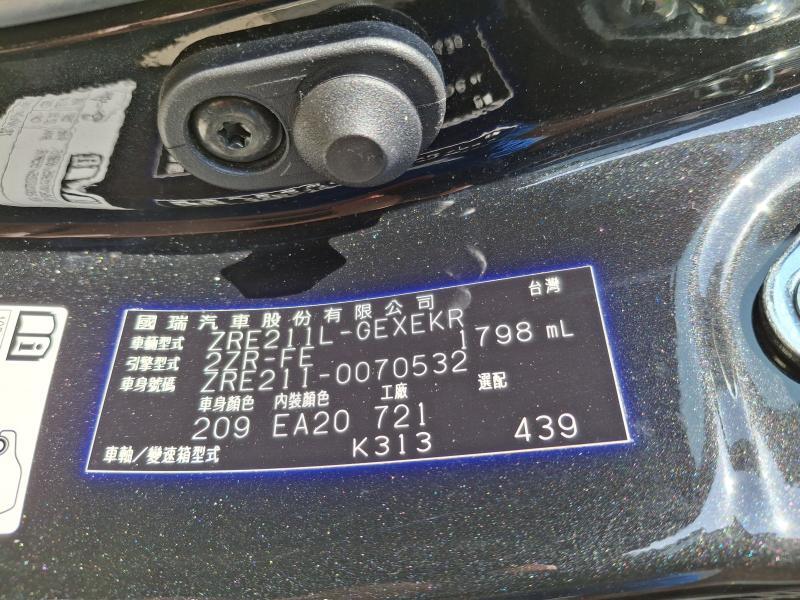 國瑞汽車股份有限公司 台灣
車輛型式 ZRE211L-GEXEKR 1798 mL
引擎型式 2ZR-FE
車身號碼 ZRE211-0070532
車身顏色 內裝顏色 工廠 選配
209 EA20 721 439
車軸/變速箱型式 K313